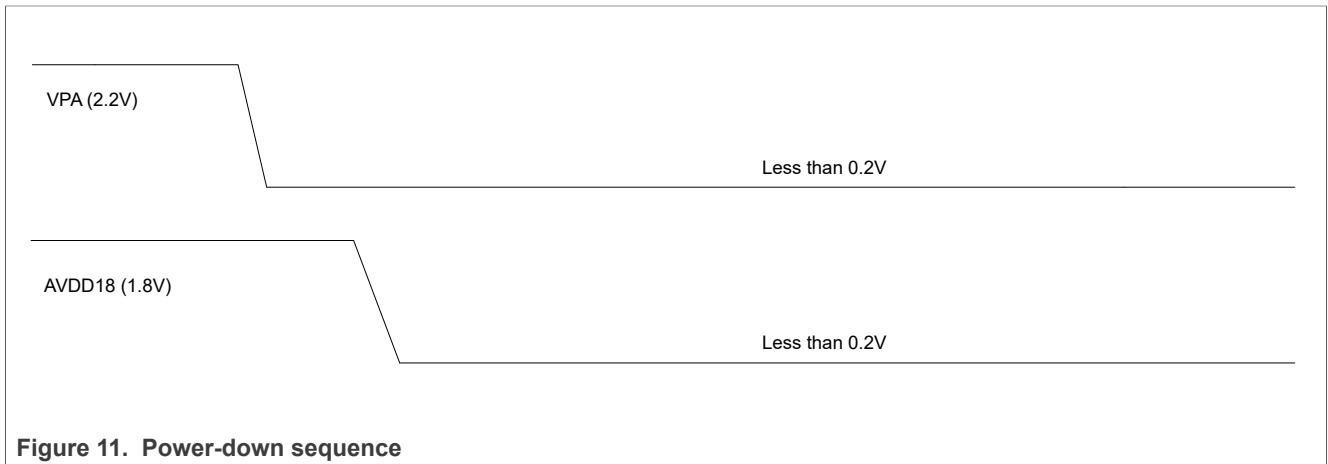 VPA (2.2V)
Less than 0.2V
AVDD18 (1.8V)
Less than 0.2V
Figure 11. Power-down sequence